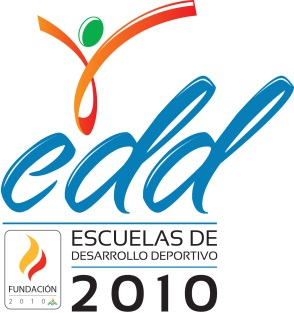 edd
ESCUELAS DE
DESARROLLO DEPORTIVO
FUNDACIÓN
2010
2010